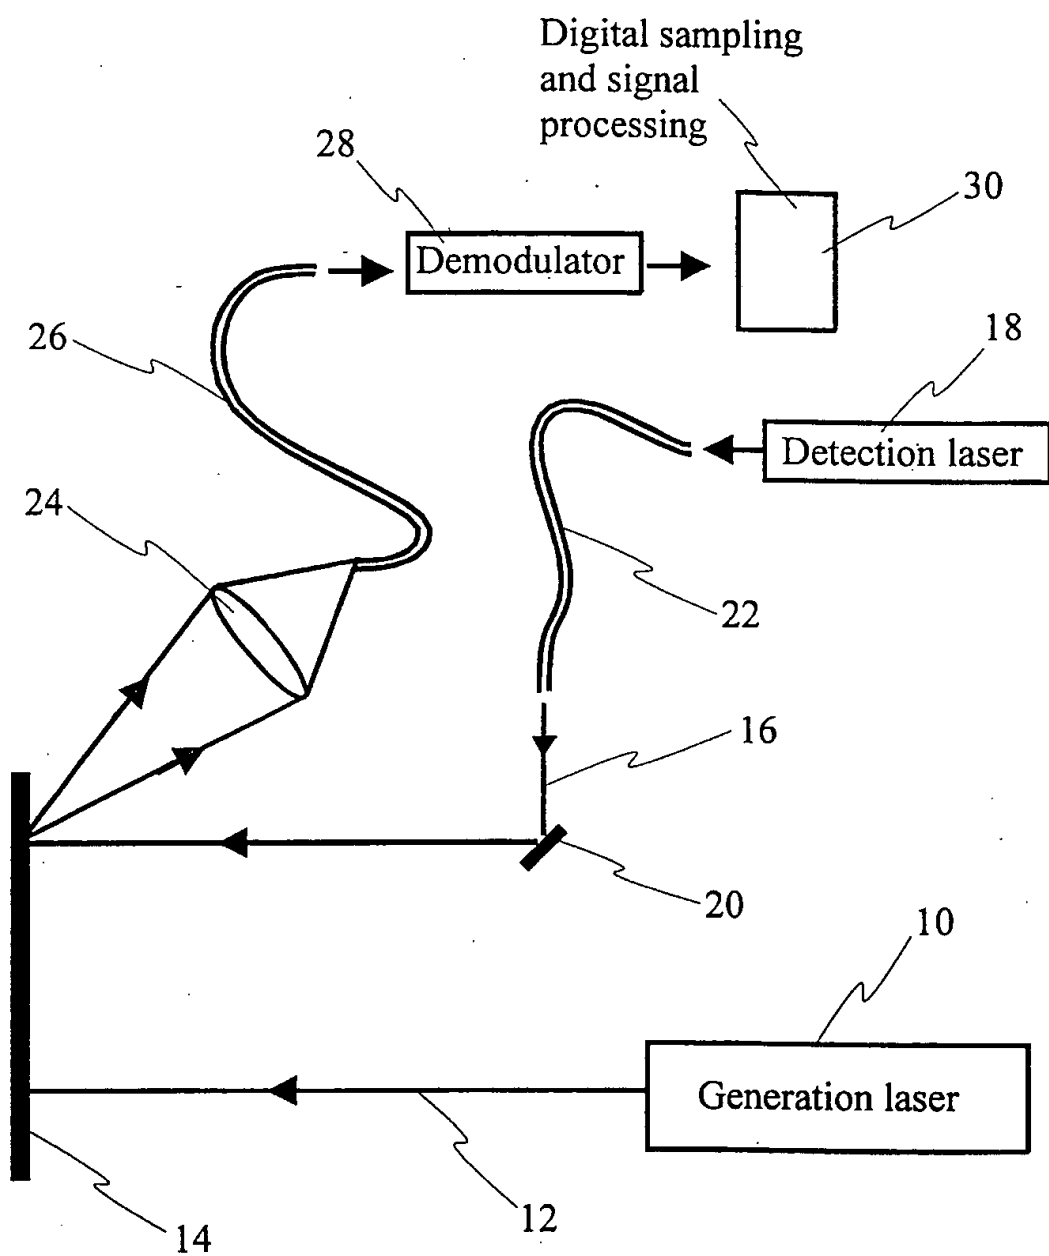 Digital sampling
and signal
processing
28
30
Demodulator
26
18
Detection laser
24
22
16
20
10
Generation laser
12
14